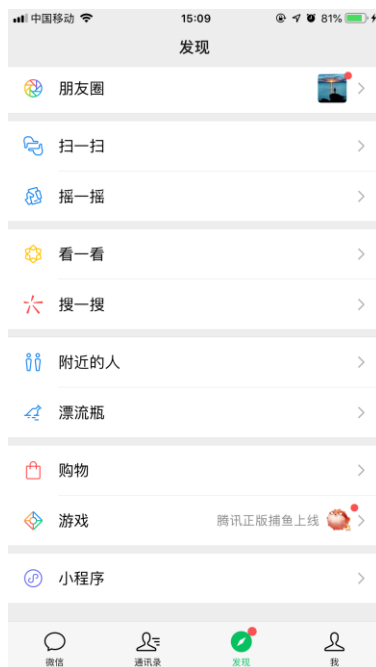 中国移动 15:09 81%
发现
朋友圈
扫一扫
摇一摇
看一看
搜一搜
附近的人
漂流瓶
购物
游戏 腾讯正版捕鱼上线
小程序
微信 通讯录 发现 我